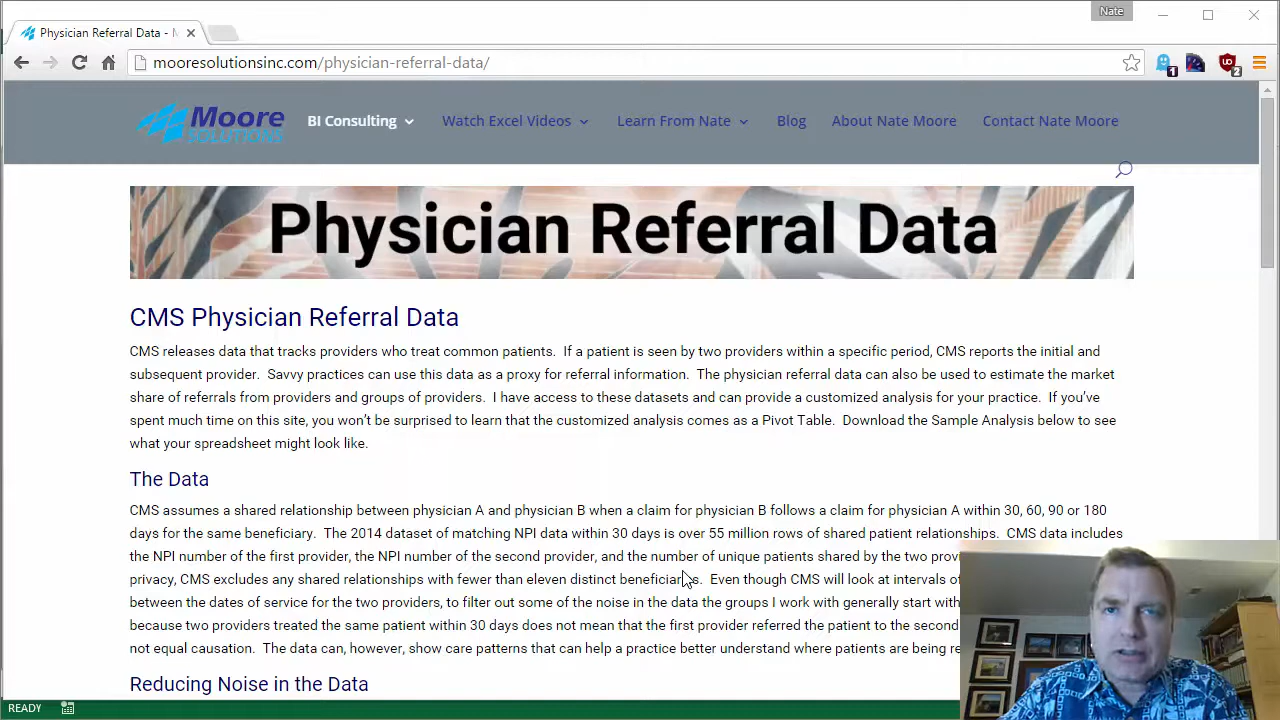 Nate
Physician Referral Data -
mooresolutionsinc.com/physician-referral-data/
1
2
Moore
SOLUTIONS
BI Consulting
Watch Excel Videos
Learn From Nate
Blog
About Nate Moore
Contact Nate Moore
Physician Referral Data
CMS Physician Referral Data
CMS releases data that tracks providers who treat common patients. If a patient is seen by two providers within a specific period, CMS reports the initial and
subsequent provider. Savvy practices can use this data as a proxy for referral information. The physician referral data can also be used to estimate the market
share of referrals from providers and groups of providers. I have access to these datasets and can provide a customized analysis for your practice. If you’ve
spent much time on this site, you won’t be surprised to learn that the customized analysis comes as a Pivot Table. Download the Sample Analysis below to see
what your spreadsheet might look like.
The Data
CMS assumes a shared relationship between physician A and physician B when a claim for physician B follows a claim for physician A within 30, 60, 90 or 180
days for the same beneficiary. The 2014 dataset of matching NPI data within 30 days is over 55 million rows of shared patient relationships. CMS data includes
the NPI number of the first provider, the NPI number of the second provider, and the number of unique patients shared by the two
privacy, CMS excludes any shared relationships with fewer than eleven distinct beneficiaries. Even though CMS will look at intervals of
between the dates of service for the two providers, to filter out some of the noise in the data the groups I work with generally start with
because two providers treated the same patient within 30 days does not mean that the first provider referred the patient to the second
not equal causation. The data can, however, show care patterns that can help a practice better understand where patients are being
Reducing Noise in the Data
READY